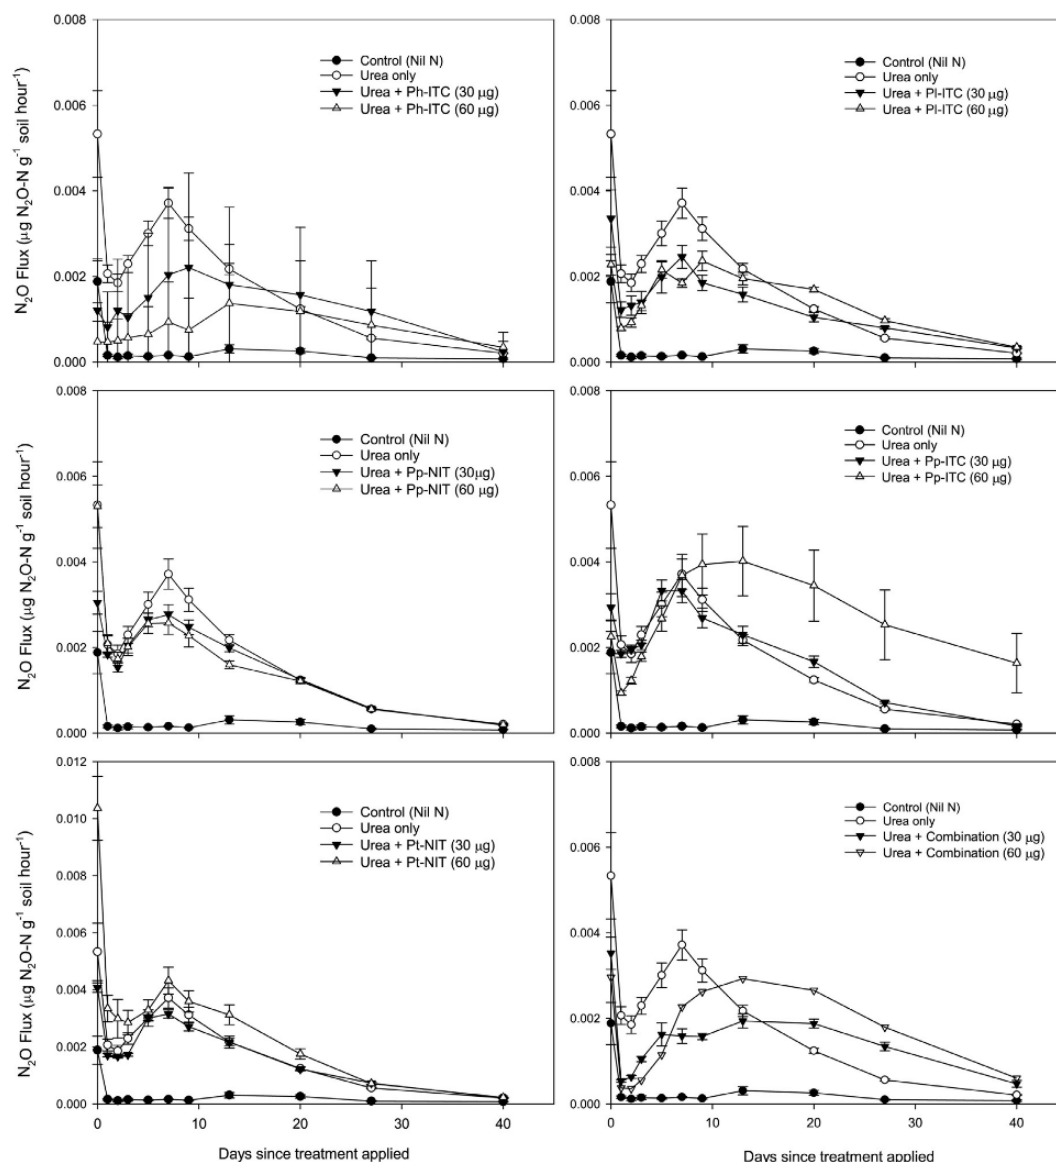 0.008
0.006
0.004
0.002
0.000
N2O Flux (µg N2O-N g-1 soil hour-1)
Control (Nil N)
Urea only
Urea + Ph-ITC (30 µg)
Urea + Ph-ITC (60 µg)
0.008
0.006
0.004
0.002
0.000
Control (Nil N)
Urea only
Urea + Pl-ITC (30 µg)
Urea + Pl-ITC (60 µg)
0.008
0.006
0.004
0.002
0.000
N2O Flux (µg N2O-N g-1 soil hour-1)
Control (Nil N)
Urea only
Urea + Pp-NIT (30µg)
Urea + Pp-NIT (60 µg)
0.008
0.006
0.004
0.002
0.000
Control (Nil N)
Urea only
Urea + Pp-ITC (30 µg)
Urea + Pp-ITC (60 µg)
0.012
0.010
0.008
0.006
0.004
0.002
0.000
N2O Flux (µg N2O-N g-1 soil hour-1)
Control (Nil N)
Urea only
Urea + Pt-NIT (30 µg)
Urea + Pt-NIT (60 µg)
0 10 20 30 40
Days since treatment applied
0.008
0.006
0.004
0.002
0.000
Control (Nil N)
Urea only
Urea + Combination (30 µg)
Urea + Combination (60 µg)
0 10 20 30 40
Days since treatment applied